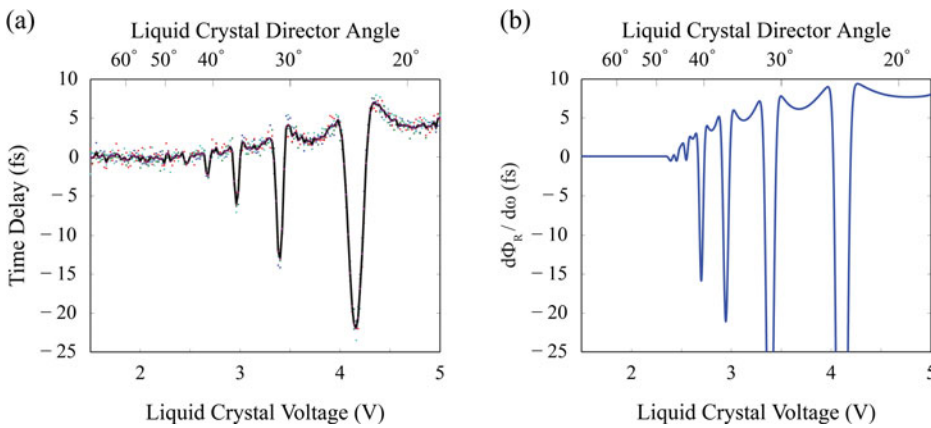 (a)
Liquid Crystal Director Angle
60° 50° 40° 30° 20°
10
5
0
−5
−10
−15
−20
−25
Time Delay (fs)
2 3 4 5
Liquid Crystal Voltage (V)
(b)
Liquid Crystal Director Angle
60° 50° 40° 30° 20°
10
5
0
−5
−10
−15
−20
−25
dΦ_R / dω (fs)
2 3 4 5
Liquid Crystal Voltage (V)